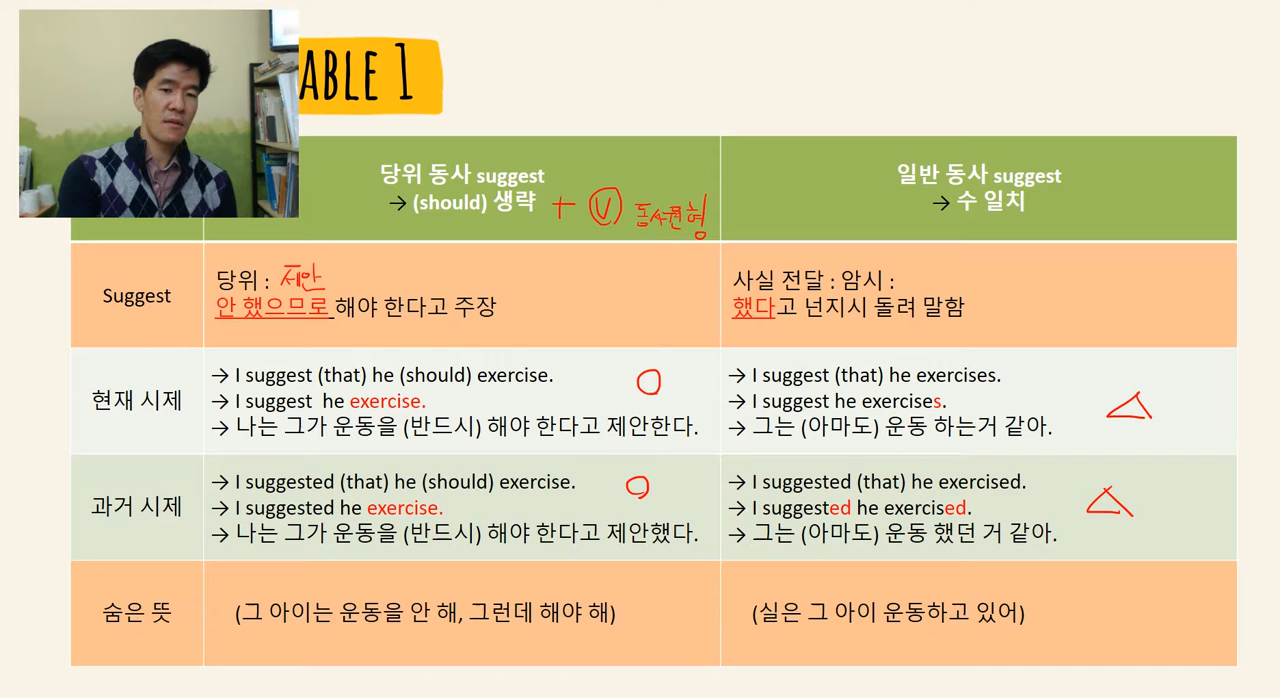 ABLE 1
당위 동사 suggest
→ (should) 생략 + V 동사원형
일반 동사 suggest
→ 수 일치
Suggest
당위 : 제안
안 했으므로 해야 한다고 주장
사실 전달 : 암시 :
했다고 넌지시 돌려 말함
현재 시제
→ I suggest (that) he (should) exercise.
→ I suggest he exercise.
→ 나는 그가 운동을 (반드시) 해야 한다고 제안한다.
→ I suggest (that) he exercises.
→ I suggest he exercises.
→ 그는 (아마도) 운동 하는거 같아.
과거 시제
→ I suggested (that) he (should) exercise.
→ I suggested he exercise.
→ 나는 그가 운동을 (반드시) 해야 한다고 제안했다.
→ I suggested (that) he exercised.
→ I suggested he exercised.
→ 그는 (아마도) 운동 했던 거 같아.
숨은 뜻
(그 아이는 운동을 안 해, 그런데 해야 해)
(실은 그 아이 운동하고 있어)